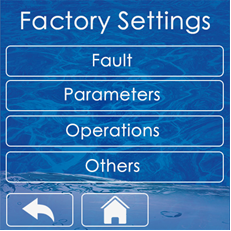 Factory Settings
Fault
Parameters
Operations
Others